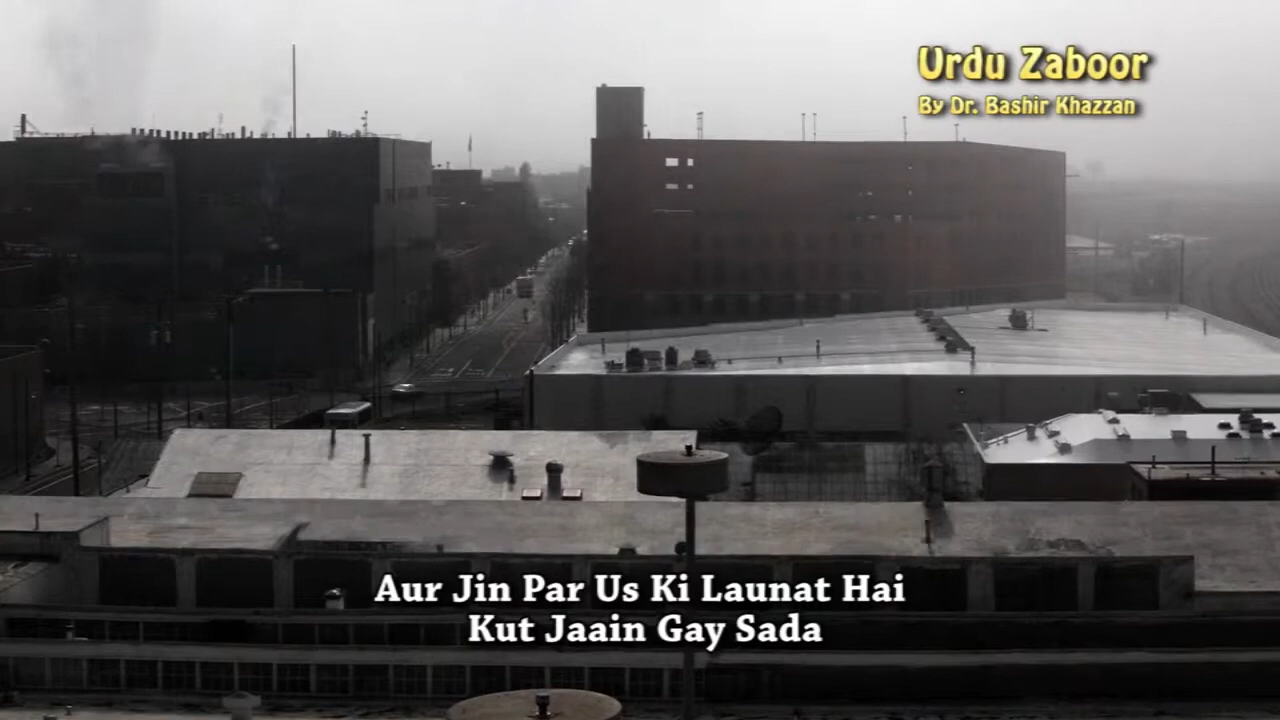 Urdu Zaboor
By Dr. Bashir Khazzan
Aur Jin Par Us Ki Launat Hai
Kut Jaain Gay Sada